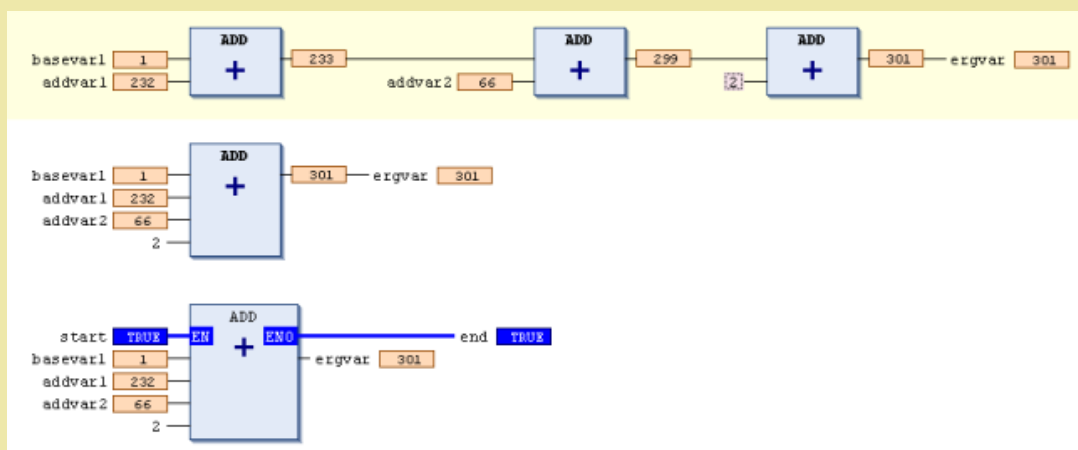 ADD ADD ADD
basevar1 1 233 299 301 ergvar 301
addvar1 232 + addvar2 66 + 2 +
ADD
basevar1 1 + 301 ergvar 301
addvar1 232
addvar2 66
2
ADD
start TRUE EN + ENO end TRUE
basevar1 1 ergvar 301
addvar1 232
addvar2 66
2